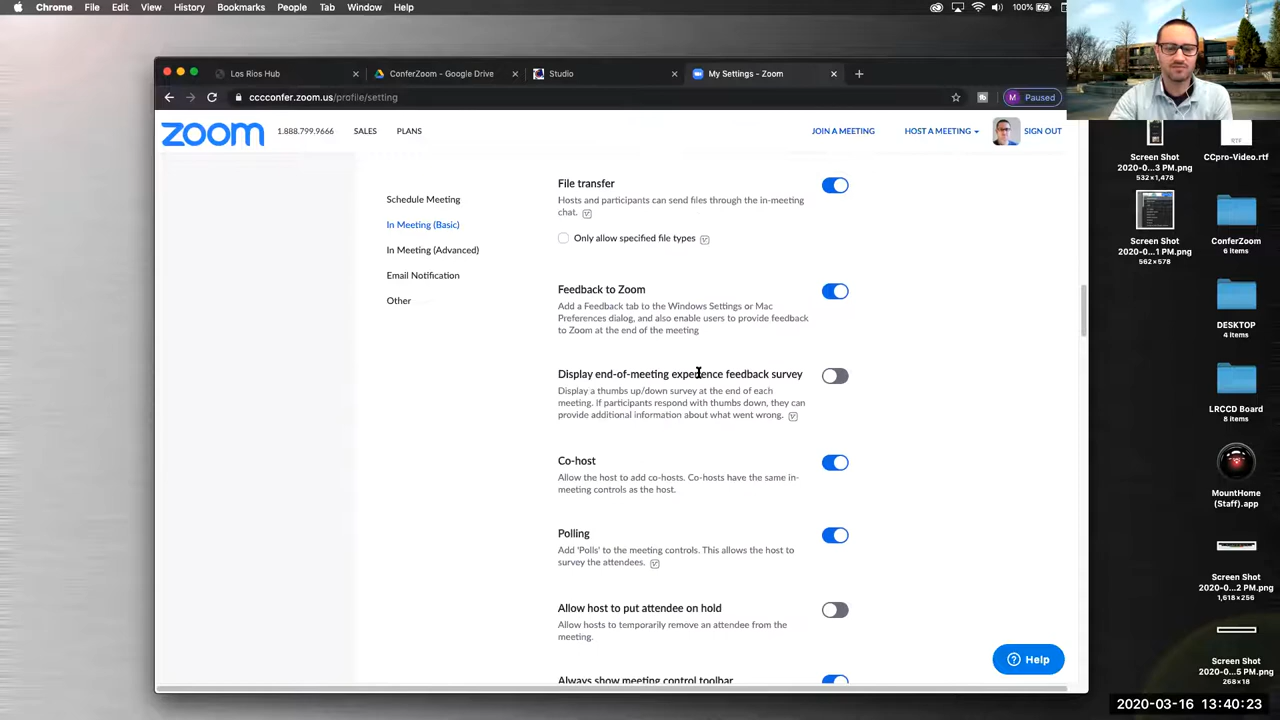 Chrome File Edit View History Bookmarks People Tab Window Help 100%
Los Rios Hub ConferZoom - Google Drive Studio My Settings - Zoom
cccconfer.zoom.us/profile/setting M Paused
zoom 1.888.799.9666 SALES PLANS JOIN A MEETING HOST A MEETING SIGN OUT
Schedule Meeting
In Meeting (Basic)
In Meeting (Advanced)
Email Notification
Other
File transfer
Hosts and participants can send files through the in-meeting
chat.
Only allow specified file types
Feedback to Zoom
Add a Feedback tab to the Windows Settings or Mac
Preferences dialog, and also enable users to provide feedback
to Zoom at the end of the meeting
Display end-of-meeting experience feedback survey
Display a thumbs up/down survey at the end of each
meeting. If participants respond with thumbs down, they can
provide additional information about what went wrong.
Co-host
Allow the host to add co-hosts. Co-hosts have the same in-
meeting controls as the host.
Polling
Add 'Polls' to the meeting controls. This allows the host to
survey the attendees.
Allow host to put attendee on hold
Allow hosts to temporarily remove an attendee from the
meeting.
Always show meeting control toolbar
Help
Screen Shot
2020-0...3 PM.png
532×1,478
RTF
CCpro-Video.rtf
Screen Shot
2020-0...1 PM.png
562×578
ConferZoom
6 items
DESKTOP
4 items
LRCCD Board
8 items
MountHome
(Staff).app
Screen Shot
2020-0...2 PM.png
1,618×256
Screen Shot
2020-0...5 PM.png
268×18
2020-03-16 13:40:23